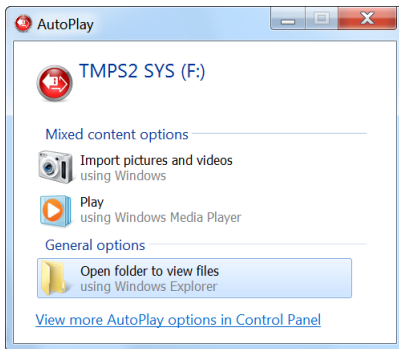 AutoPlay
TMPS2 SYS (F:)
Mixed content options
Import pictures and videos
using Windows
Play
using Windows Media Player
General options
Open folder to view files
using Windows Explorer
View more AutoPlay options in Control Panel